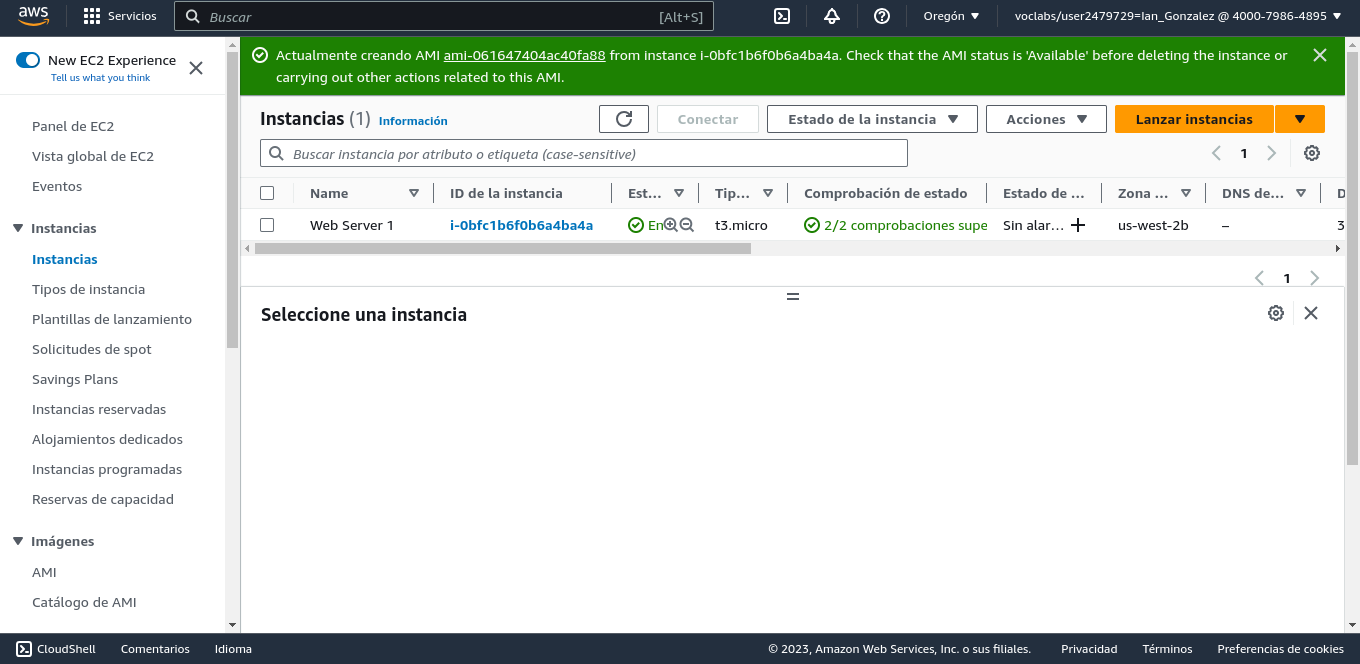 aws
Servicios
Buscar
[Alt+S]
Oregón
voclabs/user2479729=Ian_Gonzalez @ 4000-7986-4895
New EC2 Experience
Tell us what you think
Panel de EC2
Vista global de EC2
Eventos
Instancias
Instancias
Tipos de instancia
Plantillas de lanzamiento
Solicitudes de spot
Savings Plans
Instancias reservadas
Alojamientos dedicados
Instancias programadas
Reservas de capacidad
Imágenes
AMI
Catálogo de AMI
Actualmente creando AMI ami-061647404ac40fa88 from instance i-0bfc1b6f0b6a4ba4a. Check that the AMI status is 'Available' before deleting the instance or
carrying out other actions related to this AMI.
Instancias (1) Información
Conectar
Estado de la instancia
Acciones
Lanzar instancias
Buscar instancia por atributo o etiqueta (case-sensitive)
1
Name ID de la instancia Est... Tip... Comprobación de estado Estado de ... Zona ... DNS de... D
Web Server 1 i-0bfc1b6f0b6a4ba4a En t3.micro 2/2 comprobaciones supe Sin alar... us-west-2b – 3
1
Seleccione una instancia
CloudShell Comentarios Idioma © 2023, Amazon Web Services, Inc. o sus filiales. Privacidad Términos Preferencias de cookies